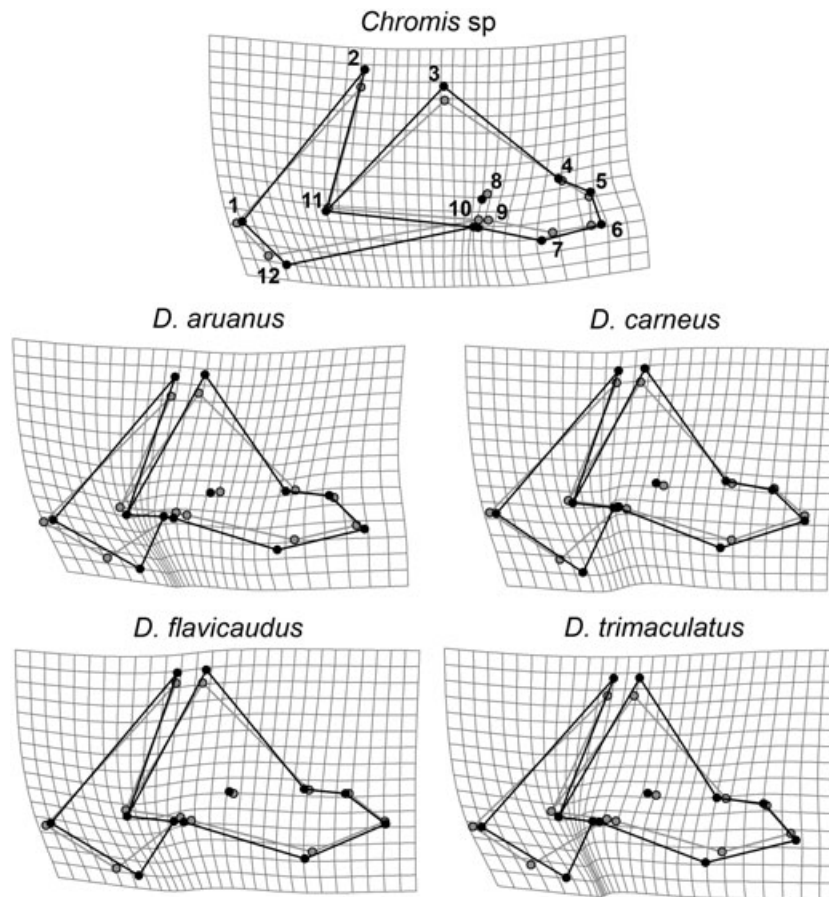 Chromis sp
2
3
4
5
8
1
11
10
9
6
7
12
D. aruanus
D. carneus
D. flavicaudus
D. trimaculatus